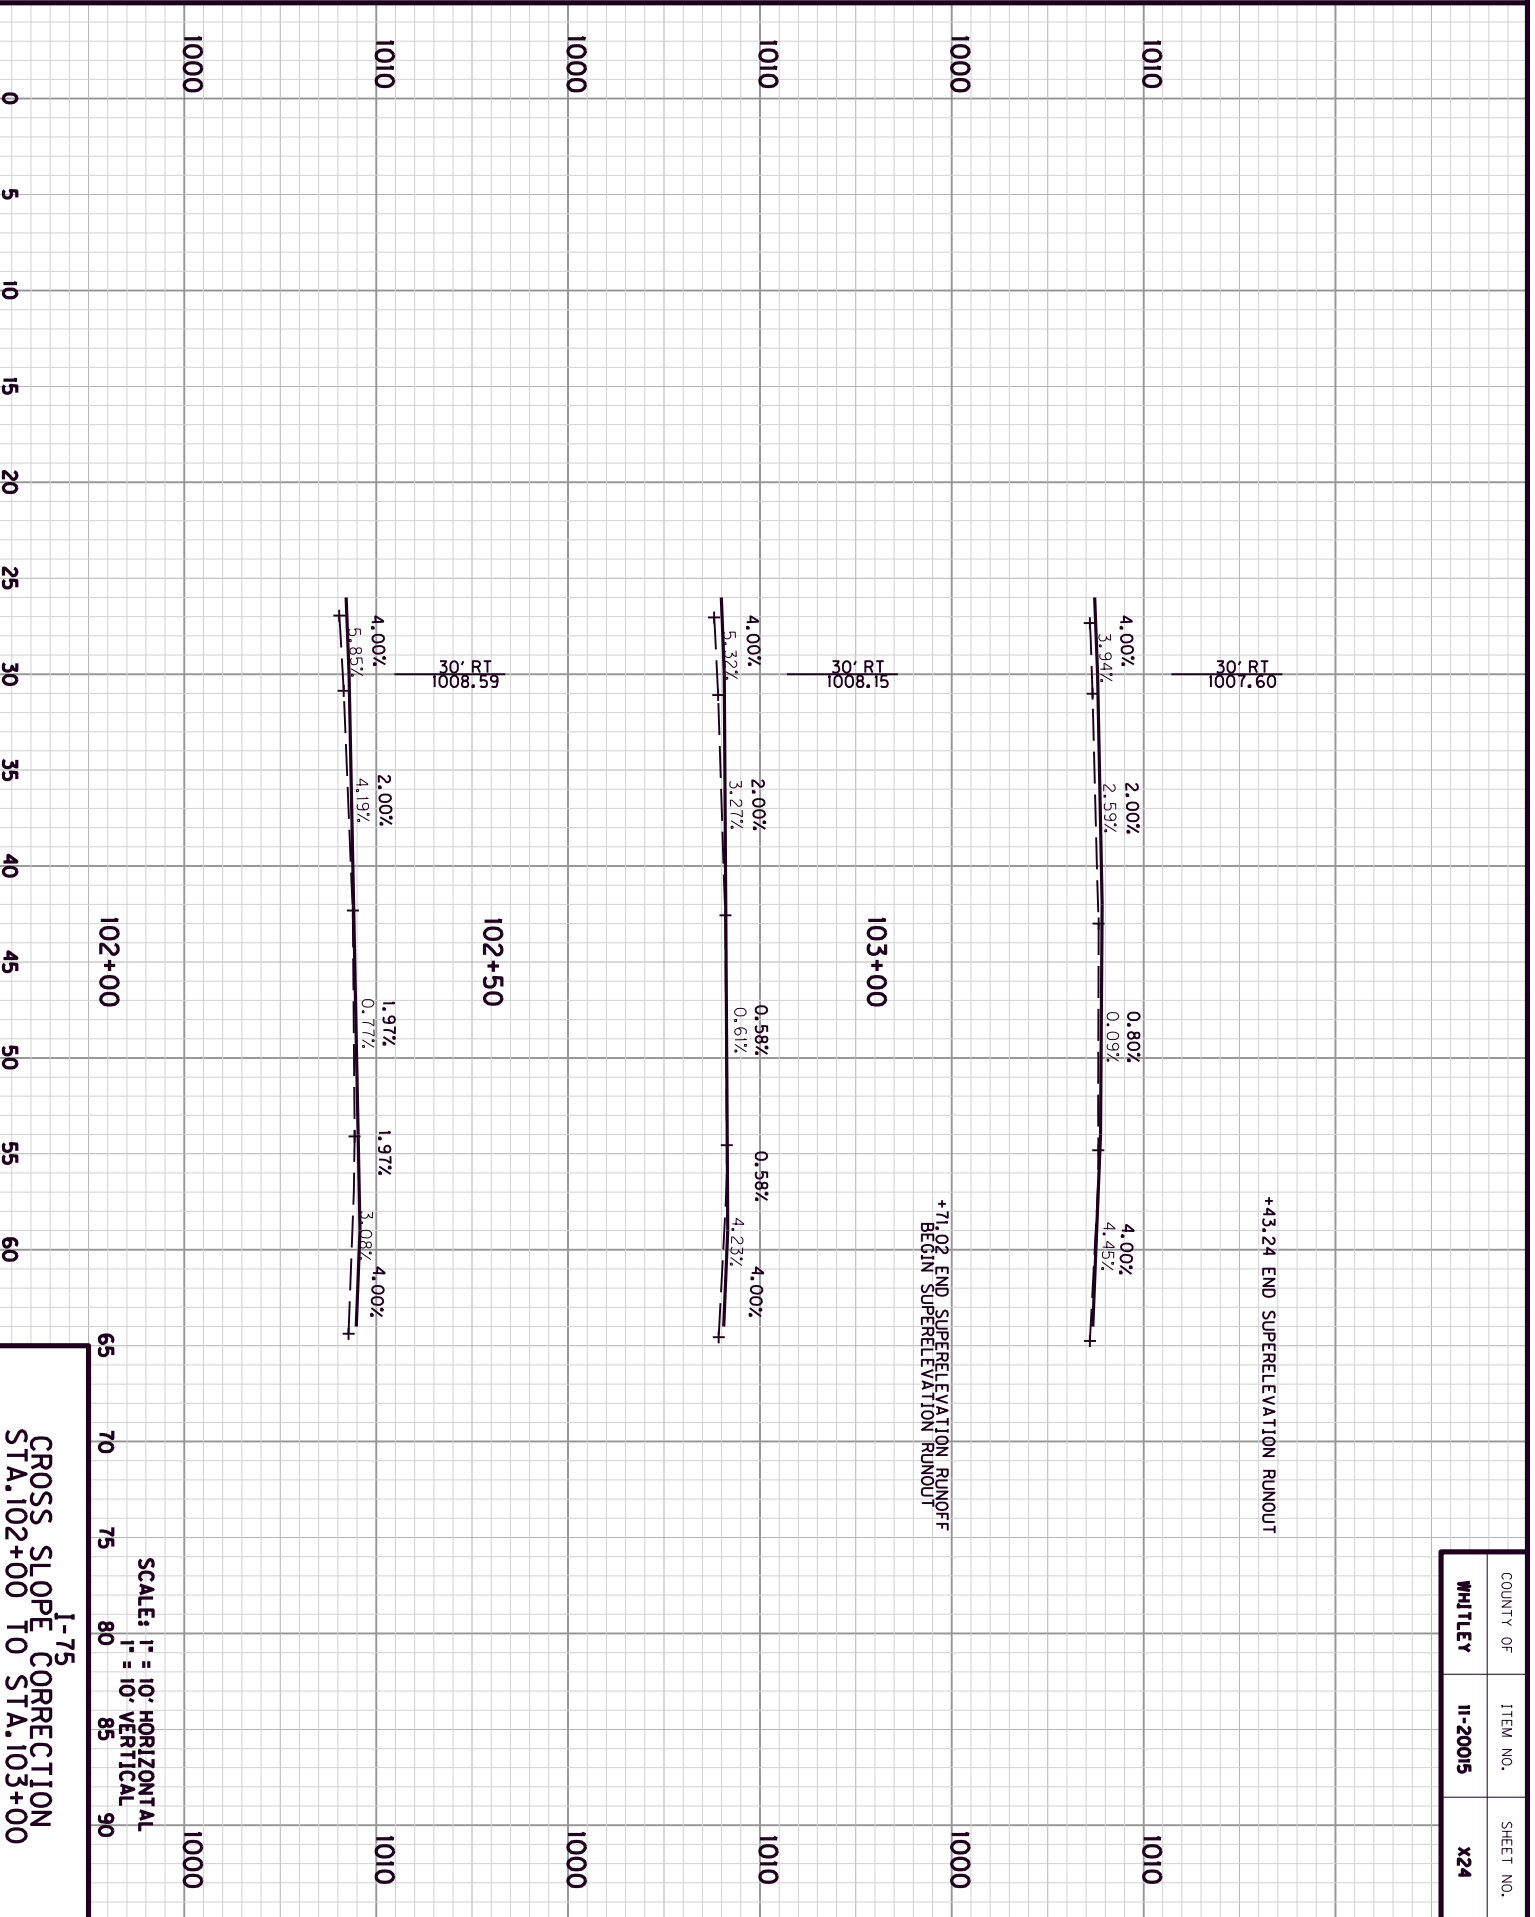 COUNTY OF
ITEM NO.
SHEET NO.
WHITLEY
11-20015
X24
+43.24 END SUPERELEVATION RUNOUT
30' RT
1007.60
1010
1010
4.00%
3.94%
2.00%
2.59%
0.80%
0.09%
4.00%
4.45%
1000
1000
+71.02 END SUPERELEVATION RUNOFF
BEGIN SUPERELEVATION RUNOUT
103+00
30' RT
1008.15
1010
1010
4.00%
5.32%
2.00%
3.27%
0.58%
0.61%
0.58%
4.23%
4.00%
1000
1000
102+50
30' RT
1008.59
1010
1010
4.00%
5.85%
2.00%
4.19%
1.97%
0.77%
1.97%
3.08%
4.00%
1000
1000
102+00
SCALE: 1" = 10' HORIZONTAL
1" = 10' VERTICAL
0 5 10 15 20 25 30 35 40 45 50 55 60 65 70 75 80 85 90
I-75
CROSS SLOPE CORRECTION
STA.102+00 TO STA.103+00